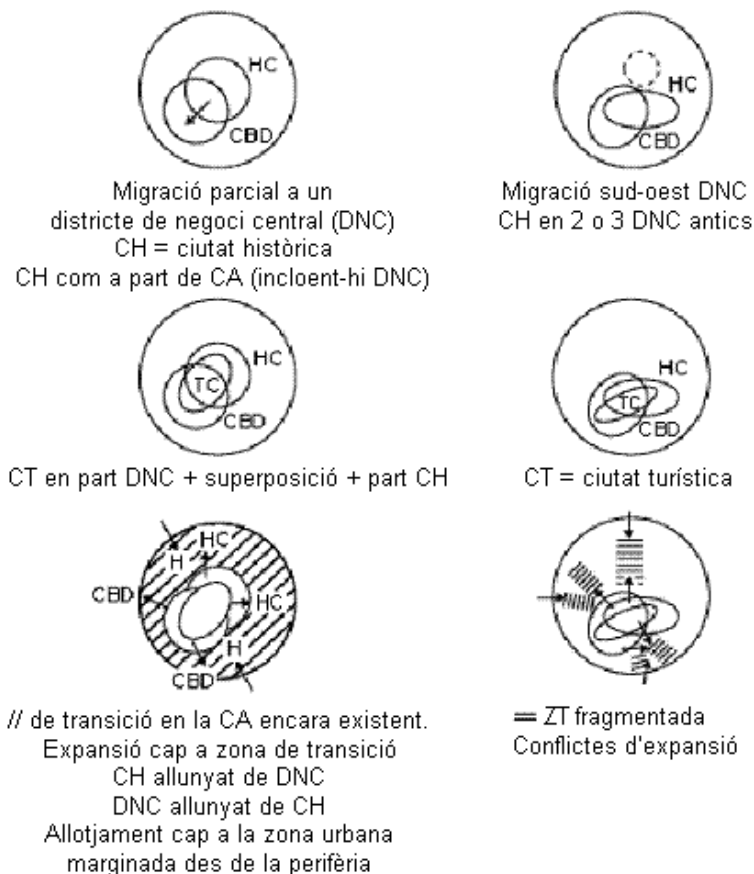 HC
CBD
Migració parcial a un
districte de negoci central (DNC)
CH = ciutat històrica
CH com a part de CA (incloent-hi DNC)
HC
CBD
Migració sud-oest DNC
CH en 2 o 3 DNC antics
HC
TC
CBD
CT en part DNC + superposició + part CH
HC
TC
CBD
CT = ciutat turística
HC
H
CBD
HC
H
CBD
// de transició en la CA encara existent.
Expansió cap a zona de transició
CH allunyat de DNC
DNC allunyat de CH
Allotjament cap a la zona urbana
marginada des de la perifèria
= ZT fragmentada
Conflictes d'expansió